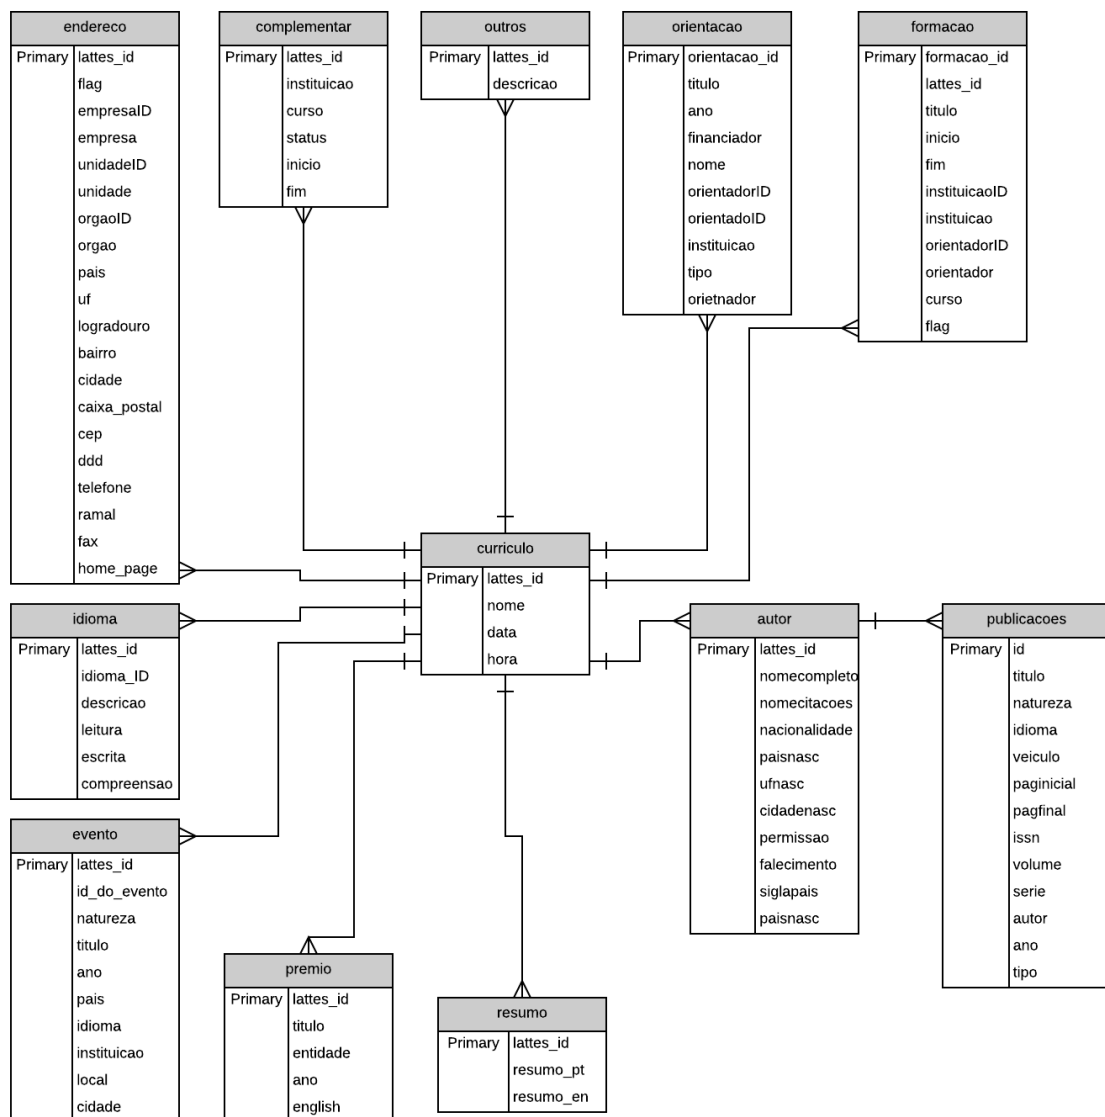 endereco
Primary lattes_id
flag
empresaID
empresa
unidadeID
unidade
orgaoID
orgao
pais
uf
logradouro
bairro
cidade
caixa_postal
cep
ddd
telefone
ramal
fax
home_page
complementar
Primary lattes_id
instituicao
curso
status
inicio
fim
outros
Primary lattes_id
descricao
orientacao
Primary orientacao_id
titulo
ano
financiador
nome
orientadorID
orientadoID
instituicao
tipo
orietnador
formacao
Primary formacao_id
lattes_id
titulo
inicio
fim
instituicaoID
instituicao
orientadorID
orientador
curso
flag
curriculo
Primary lattes_id
nome
data
hora
idioma
Primary lattes_id
idioma_ID
descricao
leitura
escrita
compreensao
autor
Primary lattes_id
nomecompleto
nomecitacoes
nacionalidade
paisnasc
ufnasc
cidadenasc
permissao
falecimento
siglapais
paisnasc
publicacoes
Primary id
titulo
natureza
idioma
veiculo
paginicial
pagfinal
issn
volume
serie
autor
ano
tipo
evento
Primary lattes_id
id_do_evento
natureza
titulo
ano
pais
idioma
instituicao
local
cidade
premio
Primary lattes_id
titulo
entidade
ano
english
resumo
Primary lattes_id
resumo_pt
resumo_en